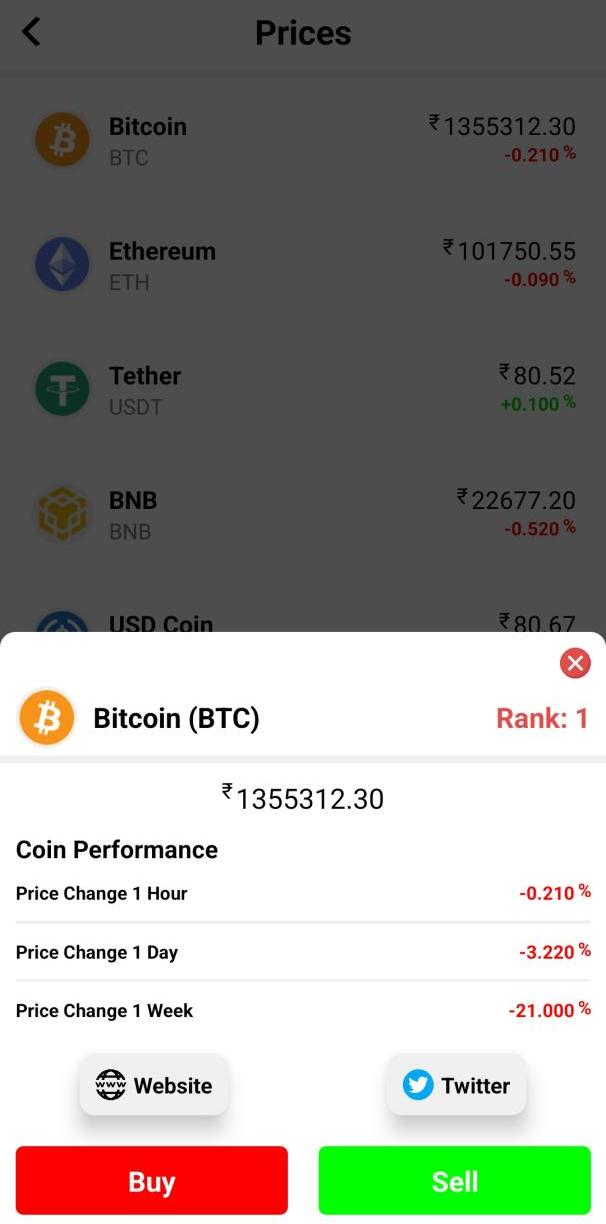 Prices
Bitcoin ₹1355312.30
BTC -0.210 %
Ethereum ₹101750.55
ETH -0.090 %
Tether ₹80.52
USDT +0.100 %
BNB ₹22677.20
BNB -0.520 %
USD Coin ₹80.67
Bitcoin (BTC) Rank: 1
₹1355312.30
Coin Performance
Price Change 1 Hour -0.210 %
Price Change 1 Day -3.220 %
Price Change 1 Week -21.000 %
www Website Twitter
Buy Sell